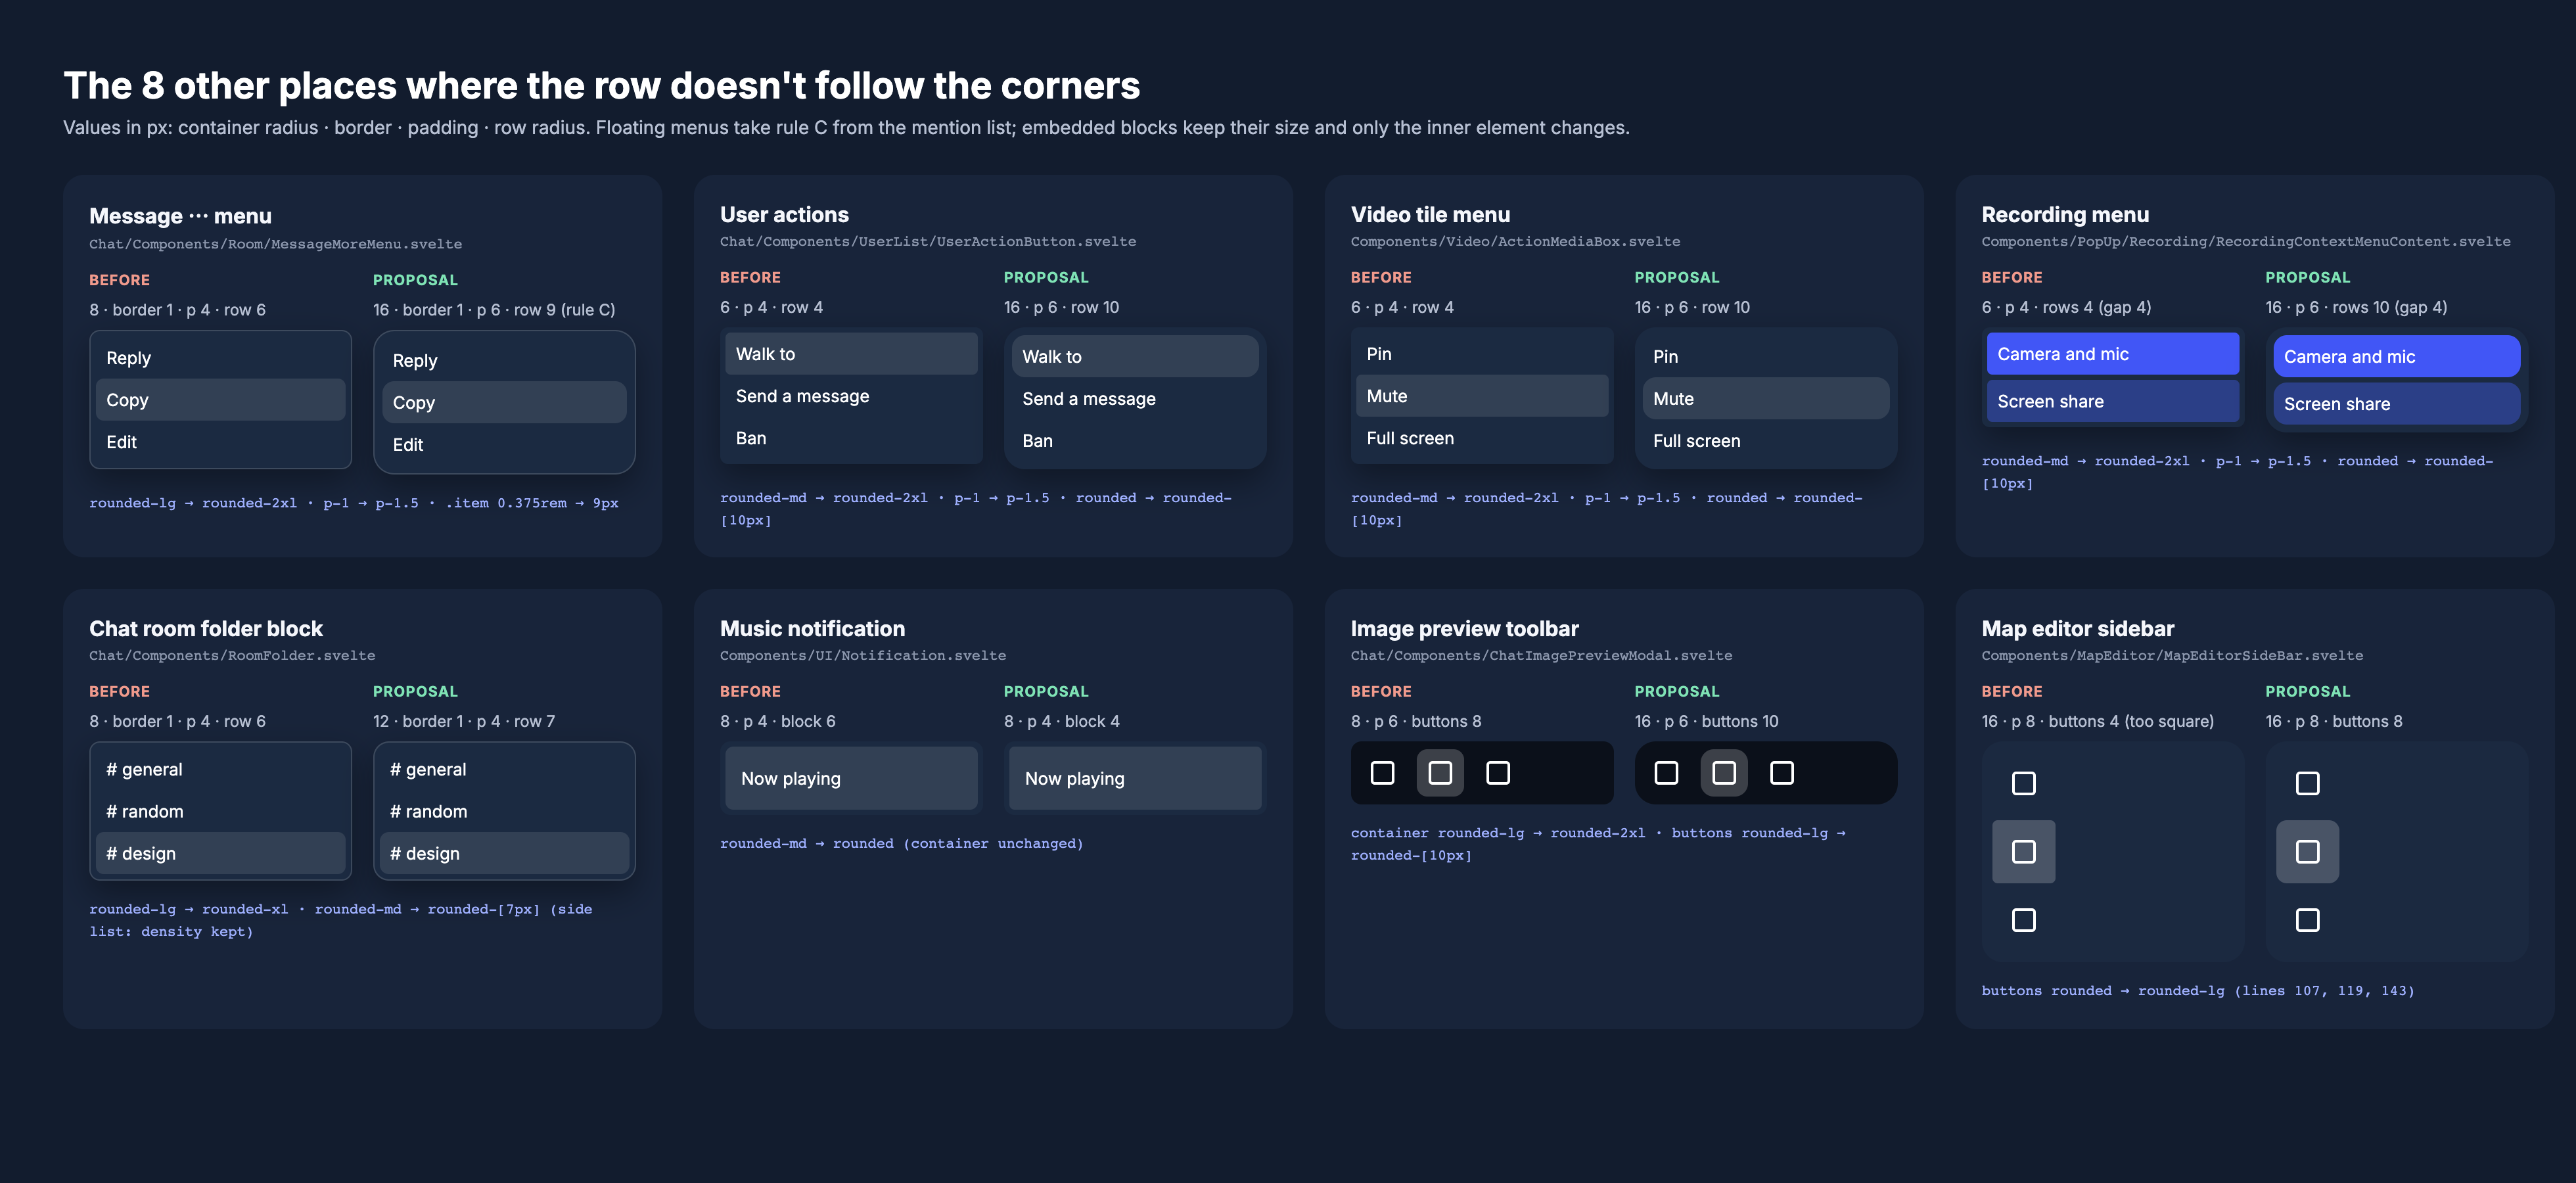 The 8 other places where the row doesn't follow the corners
Values in px: container radius · border · padding · row radius. Floating menus take rule C from the mention list; embedded blocks keep their size and only the inner element changes.
Message ··· menu
Chat/Components/Room/MessageMoreMenu.svelte
BEFORE
8 · border 1 · p 4 · row 6
Reply
Copy
Edit
PROPOSAL
16 · border 1 · p 6 · row 9 (rule C)
Reply
Copy
Edit
rounded-lg → rounded-2xl · p-1 → p-1.5 · .item 0.375rem → 9px
User actions
Chat/Components/UserList/UserActionButton.svelte
BEFORE
6 · p 4 · row 4
Walk to
Send a message
Ban
PROPOSAL
16 · p 6 · row 10
Walk to
Send a message
Ban
rounded-md → rounded-2xl · p-1 → p-1.5 · rounded → rounded-
[10px]
Video tile menu
Components/Video/ActionMediaBox.svelte
BEFORE
6 · p 4 · row 4
Pin
Mute
Full screen
PROPOSAL
16 · p 6 · row 10
Pin
Mute
Full screen
rounded-md → rounded-2xl · p-1 → p-1.5 · rounded → rounded-
[10px]
Recording menu
Components/PopUp/Recording/RecordingContextMenuContent.svelte
BEFORE
6 · p 4 · rows 4 (gap 4)
Camera and mic
Screen share
PROPOSAL
16 · p 6 · rows 10 (gap 4)
Camera and mic
Screen share
rounded-md → rounded-2xl · p-1 → p-1.5 · rounded → rounded-
[10px]
Chat room folder block
Chat/Components/RoomFolder.svelte
BEFORE
8 · border 1 · p 4 · row 6
# general
# random
# design
PROPOSAL
12 · border 1 · p 4 · row 7
# general
# random
# design
rounded-lg → rounded-xl · rounded-md → rounded-[7px] (side
list: density kept)
Music notification
Components/UI/Notification.svelte
BEFORE
8 · p 4 · block 6
Now playing
PROPOSAL
8 · p 4 · block 4
Now playing
rounded-md → rounded (container unchanged)
Image preview toolbar
Chat/Components/ChatImagePreviewModal.svelte
BEFORE
8 · p 6 · buttons 8
PROPOSAL
16 · p 6 · buttons 10
container rounded-lg → rounded-2xl · buttons rounded-lg →
rounded-[10px]
Map editor sidebar
Components/MapEditor/MapEditorSideBar.svelte
BEFORE
16 · p 8 · buttons 4 (too square)
PROPOSAL
16 · p 8 · buttons 8
buttons rounded → rounded-lg (lines 107, 119, 143)